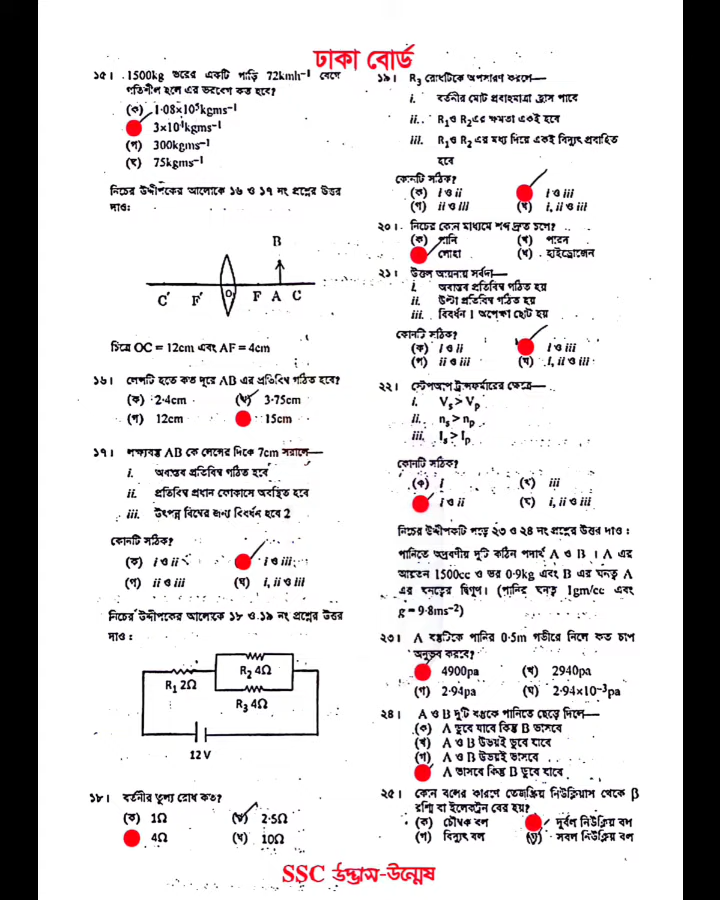 ঢাকা বোর্ড
১৫। 1500kg ভরের একটি গাড়ি 72kmh⁻¹ বেগে
গতিশীল হলে এর ভরবেগ কত হবে?
(ক) 1·08×10⁵kgms⁻¹
3×10⁴kgms⁻¹
(গ) 300kgms⁻¹
(ঘ) 75kgms⁻¹
নিচের উদ্দীপকের আলোকে ১৬ ও ১৭ নং প্রশ্নের উত্তর
দাও:
B
C′ F′ O F A C
চিত্রে OC = 12cm এবং AF = 4cm
১৬। লেন্সটি হতে কত দূরে AB এর প্রতিবিম্ব গঠিত হবে?
(ক) 2·4cm (খ) 3·75cm
(গ) 12cm 15cm
১৭। লক্ষ্যবস্তু AB কে লেন্সের দিকে 7cm সরালে—
i. অবাস্তব প্রতিবিম্ব গঠিত হবে
ii. প্রতিবিম্ব প্রধান ফোকাসে অবস্থিত হবে
iii. উৎপন্ন বিম্বের জন্য বিবর্ধন হবে 2
কোনটি সঠিক?
(ক) i ও ii i ও iii
(গ) ii ও iii (ঘ) i, ii ও iii
নিচের উদ্দীপকের আলোকে ১৮ ও ১৯ নং প্রশ্নের উত্তর
দাও :
R₂ 4Ω
R₁ 2Ω
R₃ 4Ω
12 V
১৮। বর্তনীর তুল্য রোধ কত?
(ক) 1Ω (খ) 2·5Ω
4Ω (ঘ) 10Ω
১৯। R₃ রোধটিকে অপসারণ করলে—
i. বর্তনীর মোট প্রবাহমাত্রা হ্রাস পাবে
ii. R₁ ও R₂ এর ক্ষমতা একই হবে
iii. R₁ ও R₂ এর মধ্য দিয়ে একই বিদ্যুৎ প্রবাহিত
হবে
কোনটি সঠিক?
(ক) i ও ii i ও iii
(গ) ii ও iii (ঘ) i, ii ও iii
২০। নিচের কোন মাধ্যমে শব্দ দ্রুত চলে?
(ক) পানি (খ) পারদ
লোহা (ঘ) হাইড্রোজেন
২১। উত্তল আয়নায় সর্বদা—
i. অবাস্তব প্রতিবিম্ব গঠিত হয়
ii. উল্টা প্রতিবিম্ব গঠিত হয়
iii. বিবর্ধন 1 অপেক্ষা ছোট হয়
কোনটি সঠিক?
(ক) i ও ii i ও iii
(গ) ii ও iii (ঘ) i, ii ও iii
২২। স্টেপআপ ট্রান্সফর্মারের ক্ষেত্রে—
i. Vₛ > Vₚ
ii. nₛ > nₚ
iii. Iₛ > Iₚ
কোনটি সঠিক?
(ক) i (খ) iii
i ও ii (ঘ) i, ii ও iii
নিচের উদ্দীপকটি পড়ে ২৩ ও ২৪ নং প্রশ্নের উত্তর দাও :
পানিতে অদ্রবণীয় দুটি কঠিন পদার্থ A ও B । A এর
আয়তন 1500cc ও ভর 0·9kg এবং B এর ঘনত্ব A
এর ঘনত্বের দ্বিগুণ। (পানির ঘনত্ব 1gm/cc এবং
g = 9·8ms⁻²)
২৩। A বস্তুটিকে পানির 0·5m গভীরে নিলে কত চাপ
অনুভব করবে?
4900pa (খ) 2940pa
(গ) 2·94pa (ঘ) 2·94×10⁻³pa
২৪। A ও B দুটি বস্তুকে পানিতে ছেড়ে দিলে—
(ক) A ডুবে যাবে কিন্তু B ভাসবে
(খ) A ও B উভয়ই ডুবে যাবে
(গ) A ও B উভয়ই ভাসবে
A ভাসবে কিন্তু B ডুবে যাবে
২৫। কোন বলের কারণে তেজস্ক্রিয় নিউক্লিয়াস থেকে β
রশ্মি বা ইলেকট্রন বের হয়?
(ক) চৌম্বক বল দুর্বল নিউক্লিয় বল
(গ) বিদ্যুৎ বল (ঘ) সবল নিউক্লিয় বল
SSC উদ্ভাস-উন্মেষ